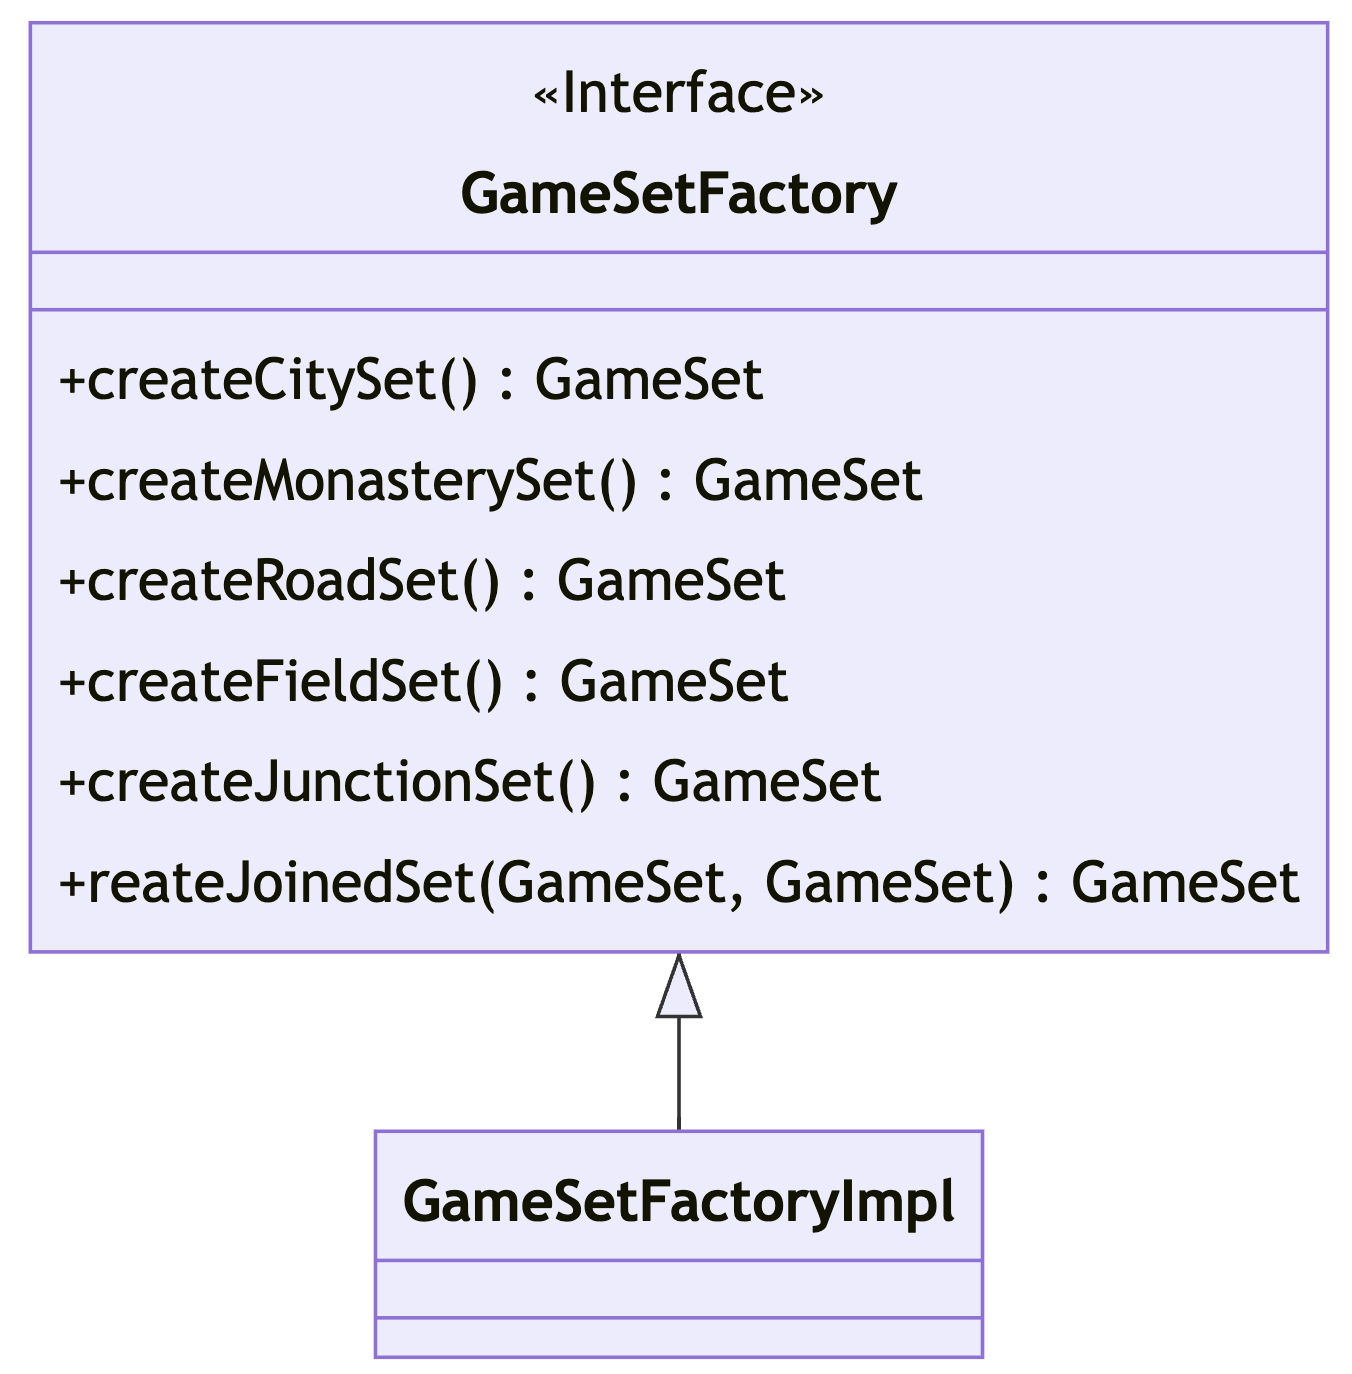 «Interface»
GameSetFactory
+createCitySet() : GameSet
+createMonasterySet() : GameSet
+createRoadSet() : GameSet
+createFieldSet() : GameSet
+createJunctionSet() : GameSet
+reateJoinedSet(GameSet, GameSet) : GameSet
GameSetFactoryImpl